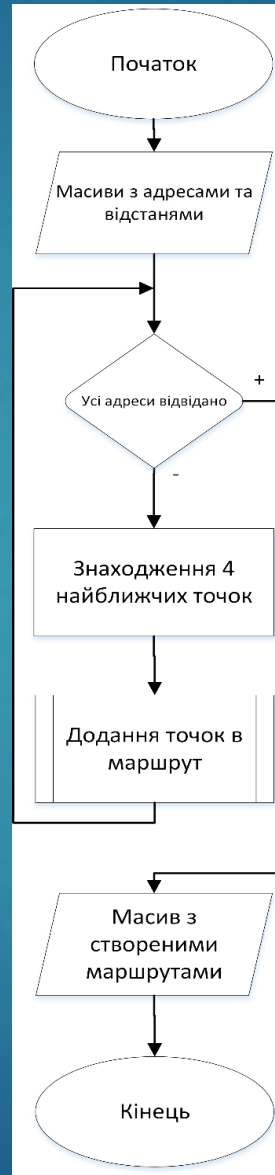 Початок
Масиви з адресами та
відстанями
Усі адреси відвідано
+
-
Знаходження 4
найближчих точок
Додання точок в
маршрут
Масив з
створеними
маршрутами
Кінець